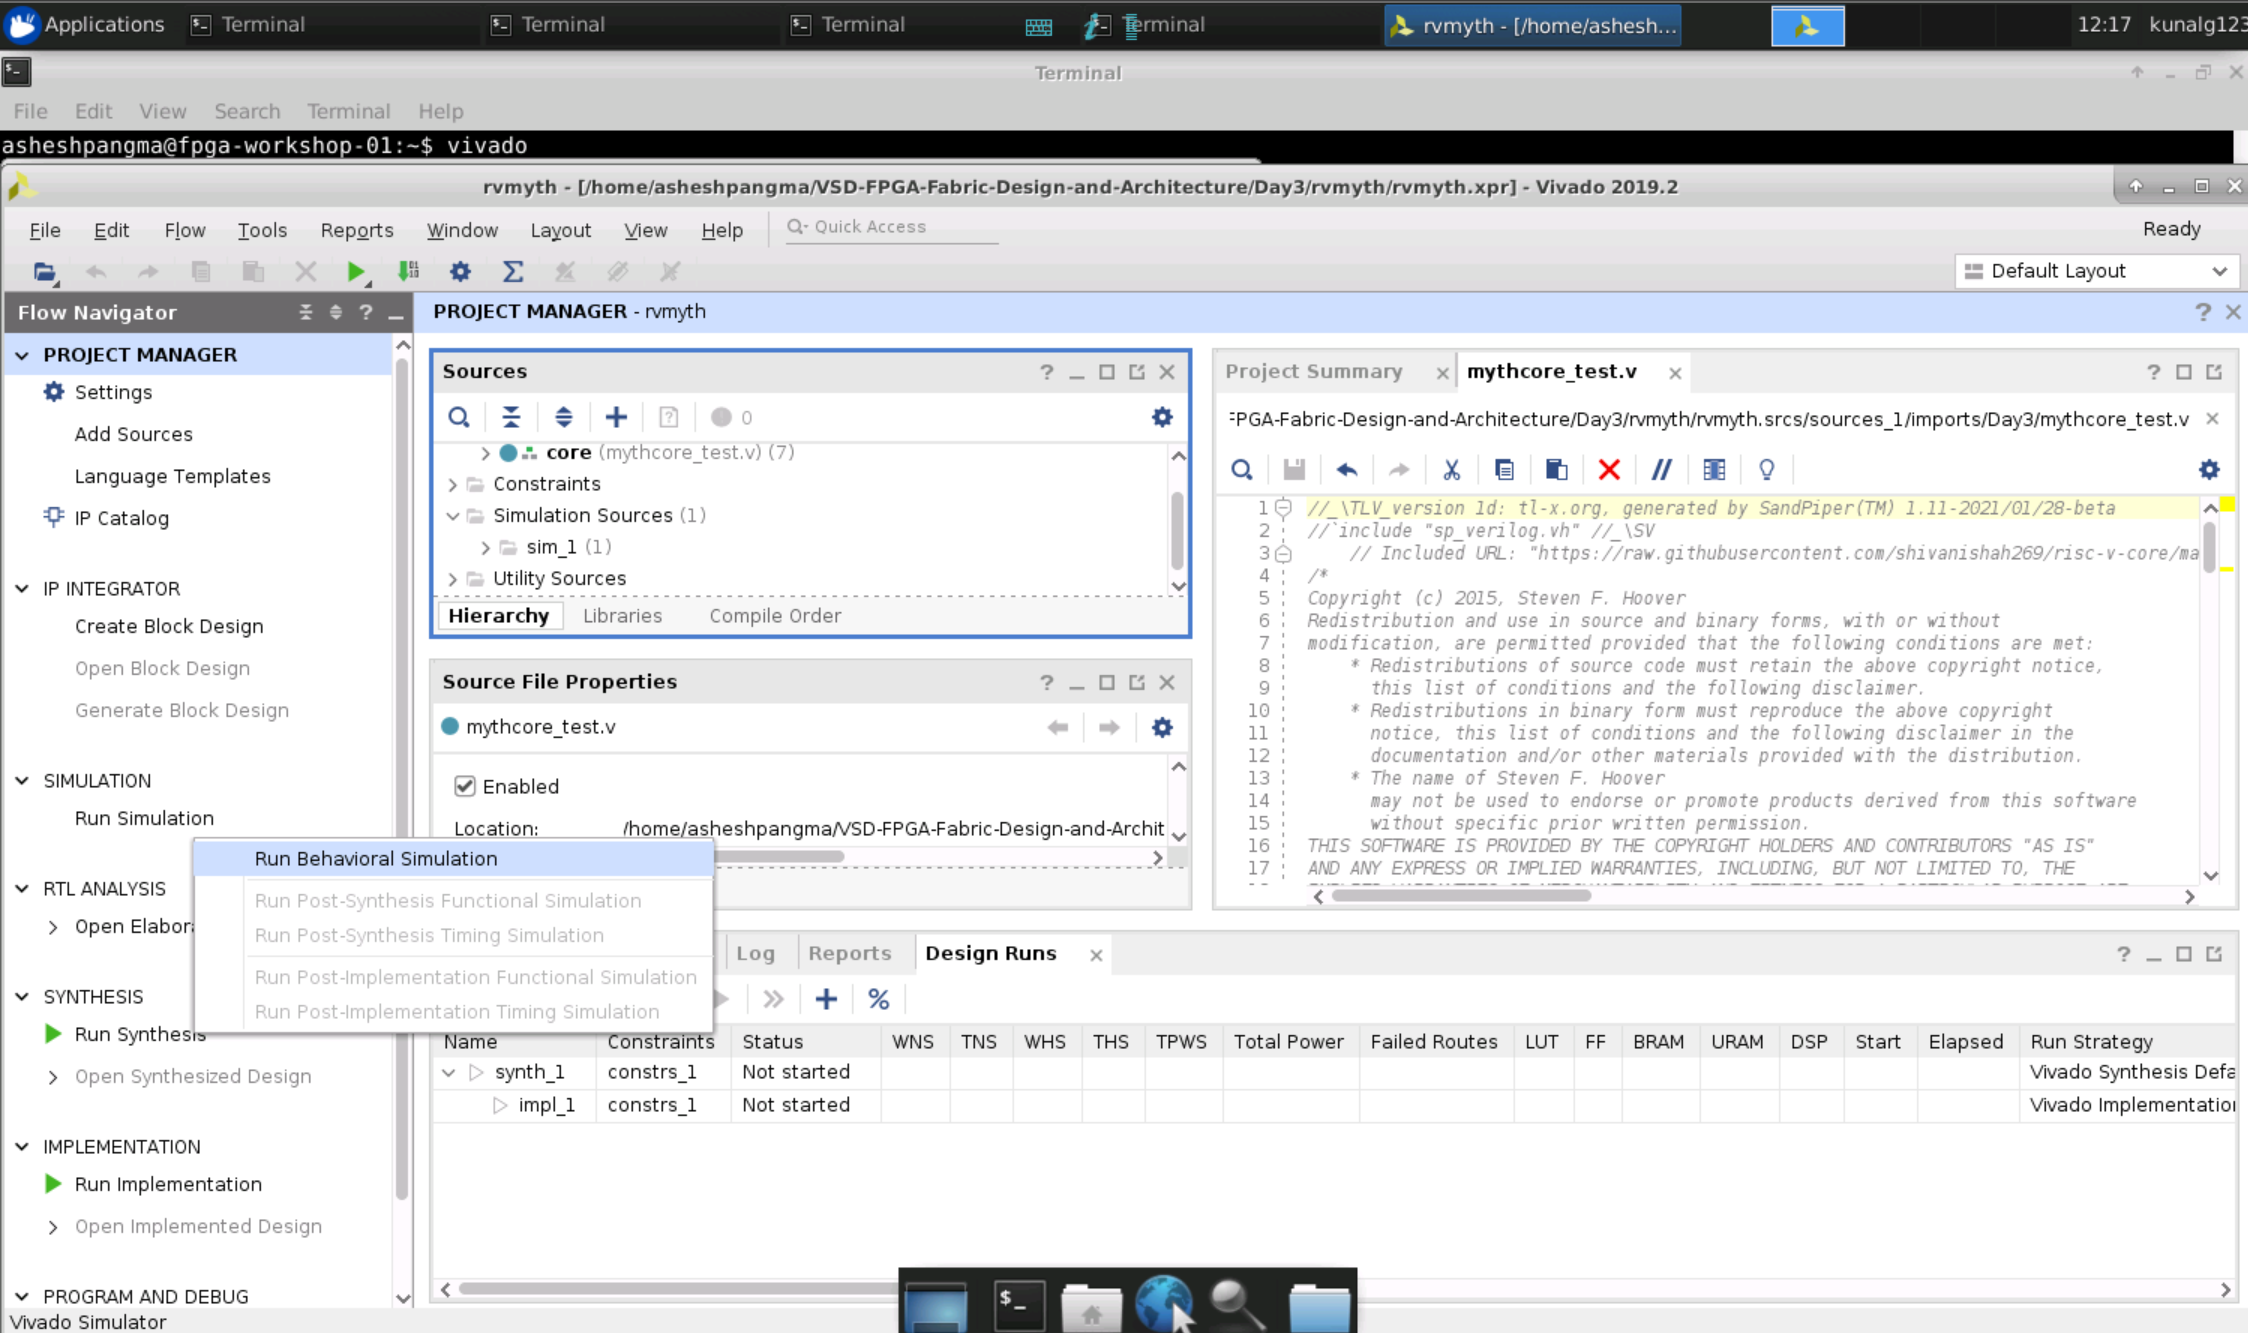 Applications Terminal Terminal Terminal Terminal rvmyth - [/home/ashesh... 12:17 kunalg123
Terminal
File Edit View Search Terminal Help
asheshpangma@fpga-workshop-01:~$ vivado
rvmyth - [/home/asheshpangma/VSD-FPGA-Fabric-Design-and-Architecture/Day3/rvmyth/rvmyth.xpr] - Vivado 2019.2
File Edit Flow Tools Reports Window Layout View Help Quick Access Ready
Default Layout
Flow Navigator
PROJECT MANAGER - rvmyth
PROJECT MANAGER
Settings
Add Sources
Language Templates
IP Catalog
IP INTEGRATOR
Create Block Design
Open Block Design
Generate Block Design
SIMULATION
Run Simulation
Run Behavioral Simulation
Run Post-Synthesis Functional Simulation
Run Post-Synthesis Timing Simulation
Run Post-Implementation Functional Simulation
Run Post-Implementation Timing Simulation
RTL ANALYSIS
Open Elabor
SYNTHESIS
Run Synthesis
Open Synthesized Design
IMPLEMENTATION
Run Implementation
Open Implemented Design
PROGRAM AND DEBUG
Vivado Simulator
Sources
0
core (mythcore_test.v) (7)
Constraints
Simulation Sources (1)
sim_1 (1)
Utility Sources
Hierarchy Libraries Compile Order
Source File Properties
mythcore_test.v
Enabled
Location: /home/asheshpangma/VSD-FPGA-Fabric-Design-and-Archit
Project Summary mythcore_test.v
FPGA-Fabric-Design-and-Architecture/Day3/rvmyth/rvmyth.srcs/sources_1/imports/Day3/mythcore_test.v
1 //_\TLV_version 1d: tl-x.org, generated by SandPiper(TM) 1.11-2021/01/28-beta
2 //`include "sp_verilog.vh" //_\SV
3 // Included URL: "https://raw.githubusercontent.com/shivanishah269/risc-v-core/ma
4 /*
5 Copyright (c) 2015, Steven F. Hoover
6 Redistribution and use in source and binary forms, with or without
7 modification, are permitted provided that the following conditions are met:
8 * Redistributions of source code must retain the above copyright notice,
9 this list of conditions and the following disclaimer.
10 * Redistributions in binary form must reproduce the above copyright
11 notice, this list of conditions and the following disclaimer in the
12 documentation and/or other materials provided with the distribution.
13 * The name of Steven F. Hoover
14 may not be used to endorse or promote products derived from this software
15 without specific prior written permission.
16 THIS SOFTWARE IS PROVIDED BY THE COPYRIGHT HOLDERS AND CONTRIBUTORS "AS IS"
17 AND ANY EXPRESS OR IMPLIED WARRANTIES, INCLUDING, BUT NOT LIMITED TO, THE
Log Reports Design Runs
Name Constraints Status WNS TNS WHS THS TPWS Total Power Failed Routes LUT FF BRAM URAM DSP Start Elapsed Run Strategy
synth_1 constrs_1 Not started Vivado Synthesis Defa
impl_1 constrs_1 Not started Vivado Implementation